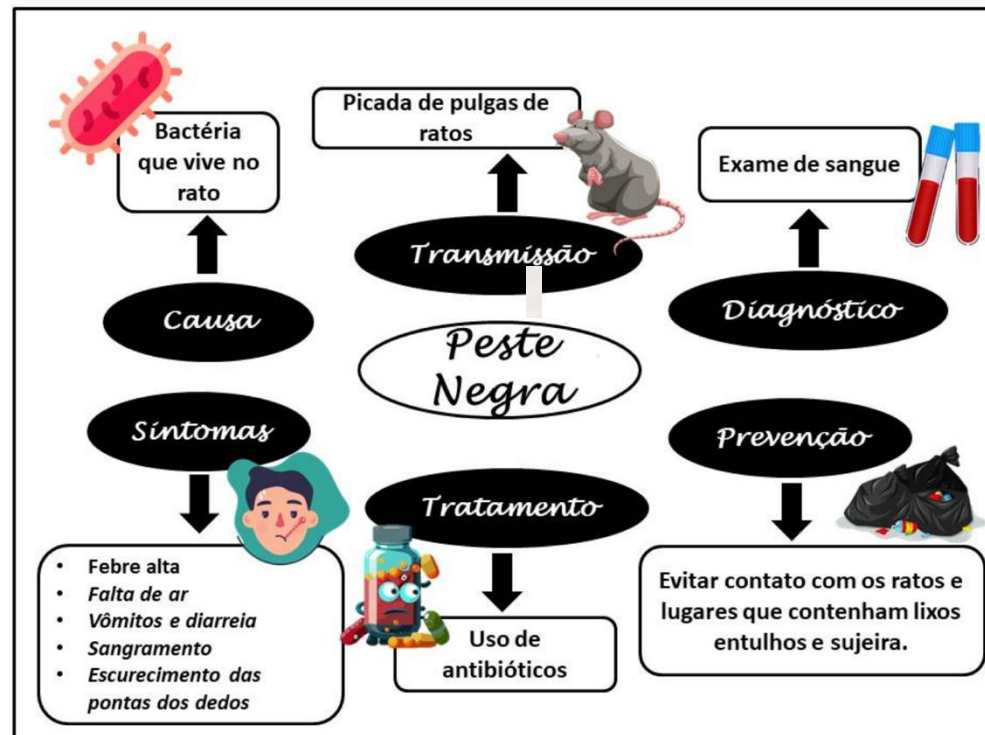 Peste
Negra
Causa
Bactéria
que vive no
rato
Transmissão
Picada de pulgas de
ratos
Diagnóstico
Exame de sangue
Síntomas
• Febre alta
• Falta de ar
• Vômitos e diarreia
• Sangramento
• Escurecimento das
pontas dos dedos
Tratamento
Uso de
antibióticos
Prevenção
Evitar contato com os ratos e
lugares que contenham lixos
entulhos e sujeira.